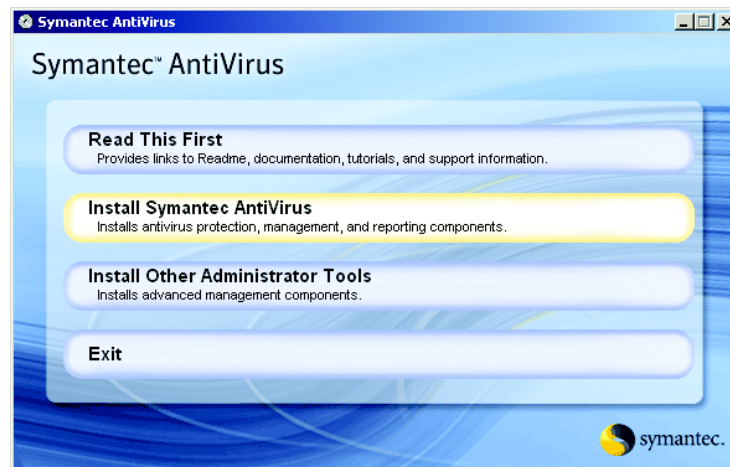 Symantec AntiVirus
Symantec™ AntiVirus
Read This First
Provides links to Readme, documentation, tutorials, and support information.
Install Symantec AntiVirus
Installs antivirus protection, management, and reporting components.
Install Other Administrator Tools
Installs advanced management components.
Exit
symantec.